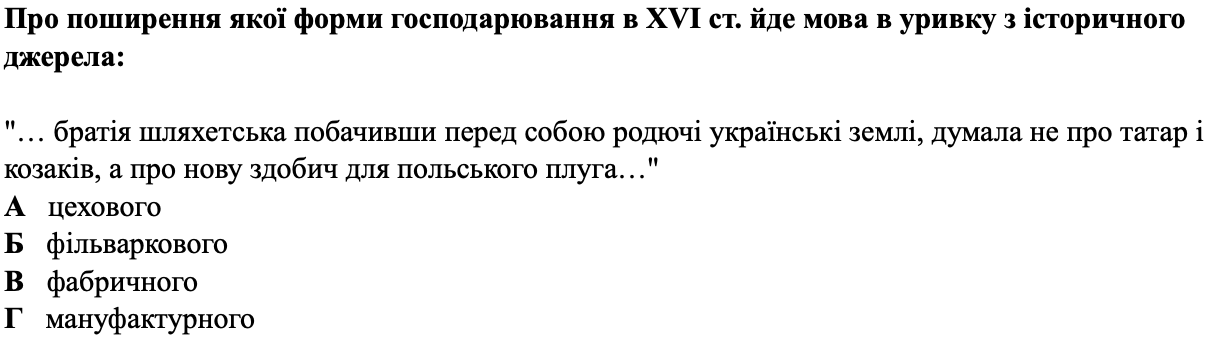 Про поширення якої форми господарювання в XVI ст. йде мова в уривку з історичного
джерела:
"… братія шляхетська побачивши перед собою родючі українські землі, думала не про татар і
козаків, а про нову здобич для польського плуга…"
А цехового
Б фільваркового
В фабричного
Г мануфактурного